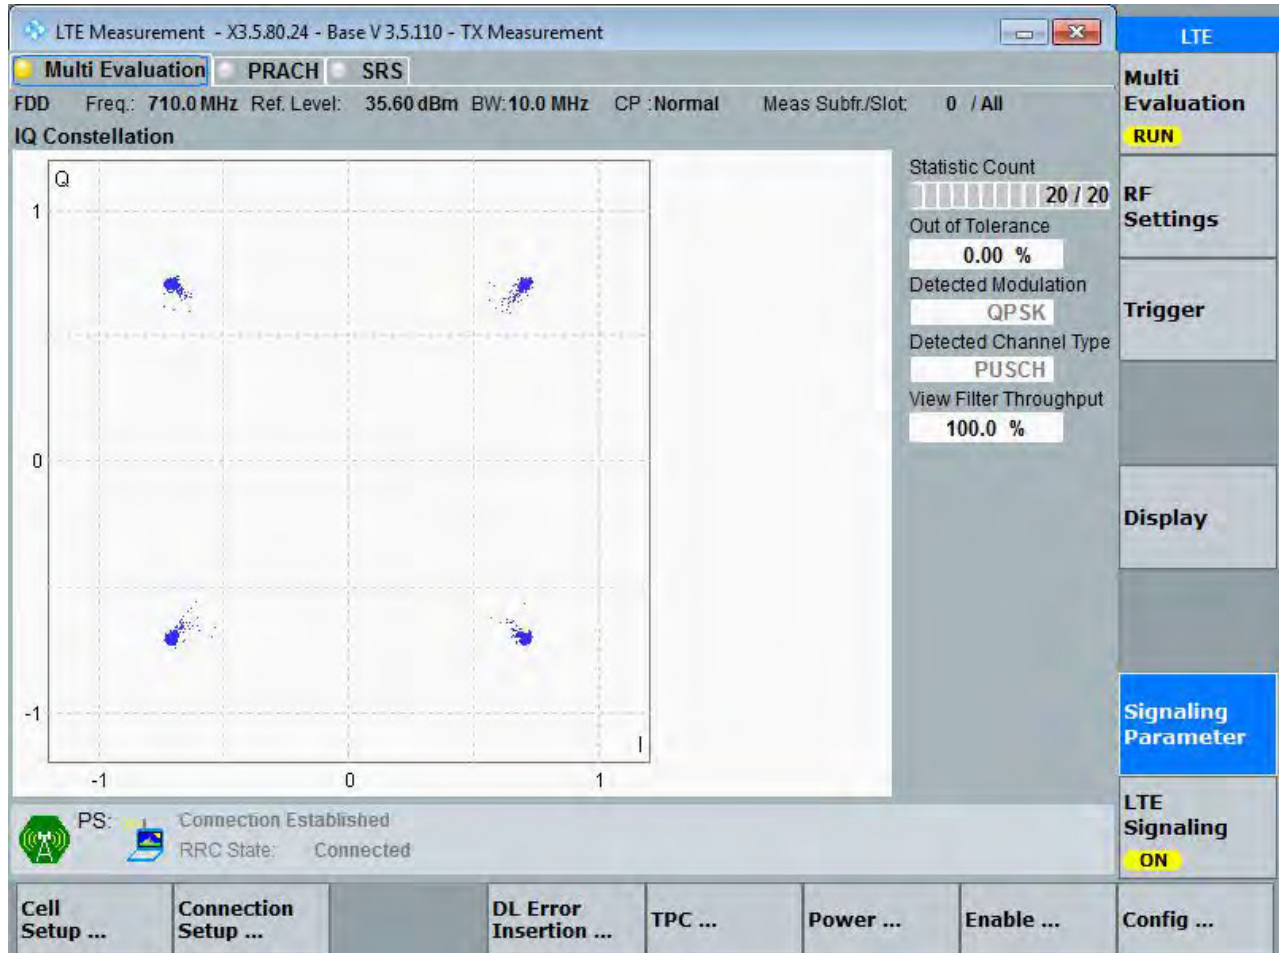 LTE Measurement - X3.5.80.24 - Base V 3.5.110 - TX Measurement
LTE
Multi Evaluation PRACH SRS
FDD Freq.: 710.0 MHz Ref. Level: 35.60 dBm BW: 10.0 MHz CP : Normal Meas Subfr./Slot: 0 / All
IQ Constellation
Q
1
0
-1
-1 0 1
I
Statistic Count
20 / 20
Out of Tolerance
0.00 %
Detected Modulation
QPSK
Detected Channel Type
PUSCH
View Filter Throughput
100.0 %
Multi
Evaluation
RUN
RF
Settings
Trigger
Display
Signaling
Parameter
LTE
Signaling
ON
PS: Connection Established
RRC State: Connected
Cell
Setup ...
Connection
Setup ...
DL Error
Insertion ...
TPC ...
Power ...
Enable ...
Config ...